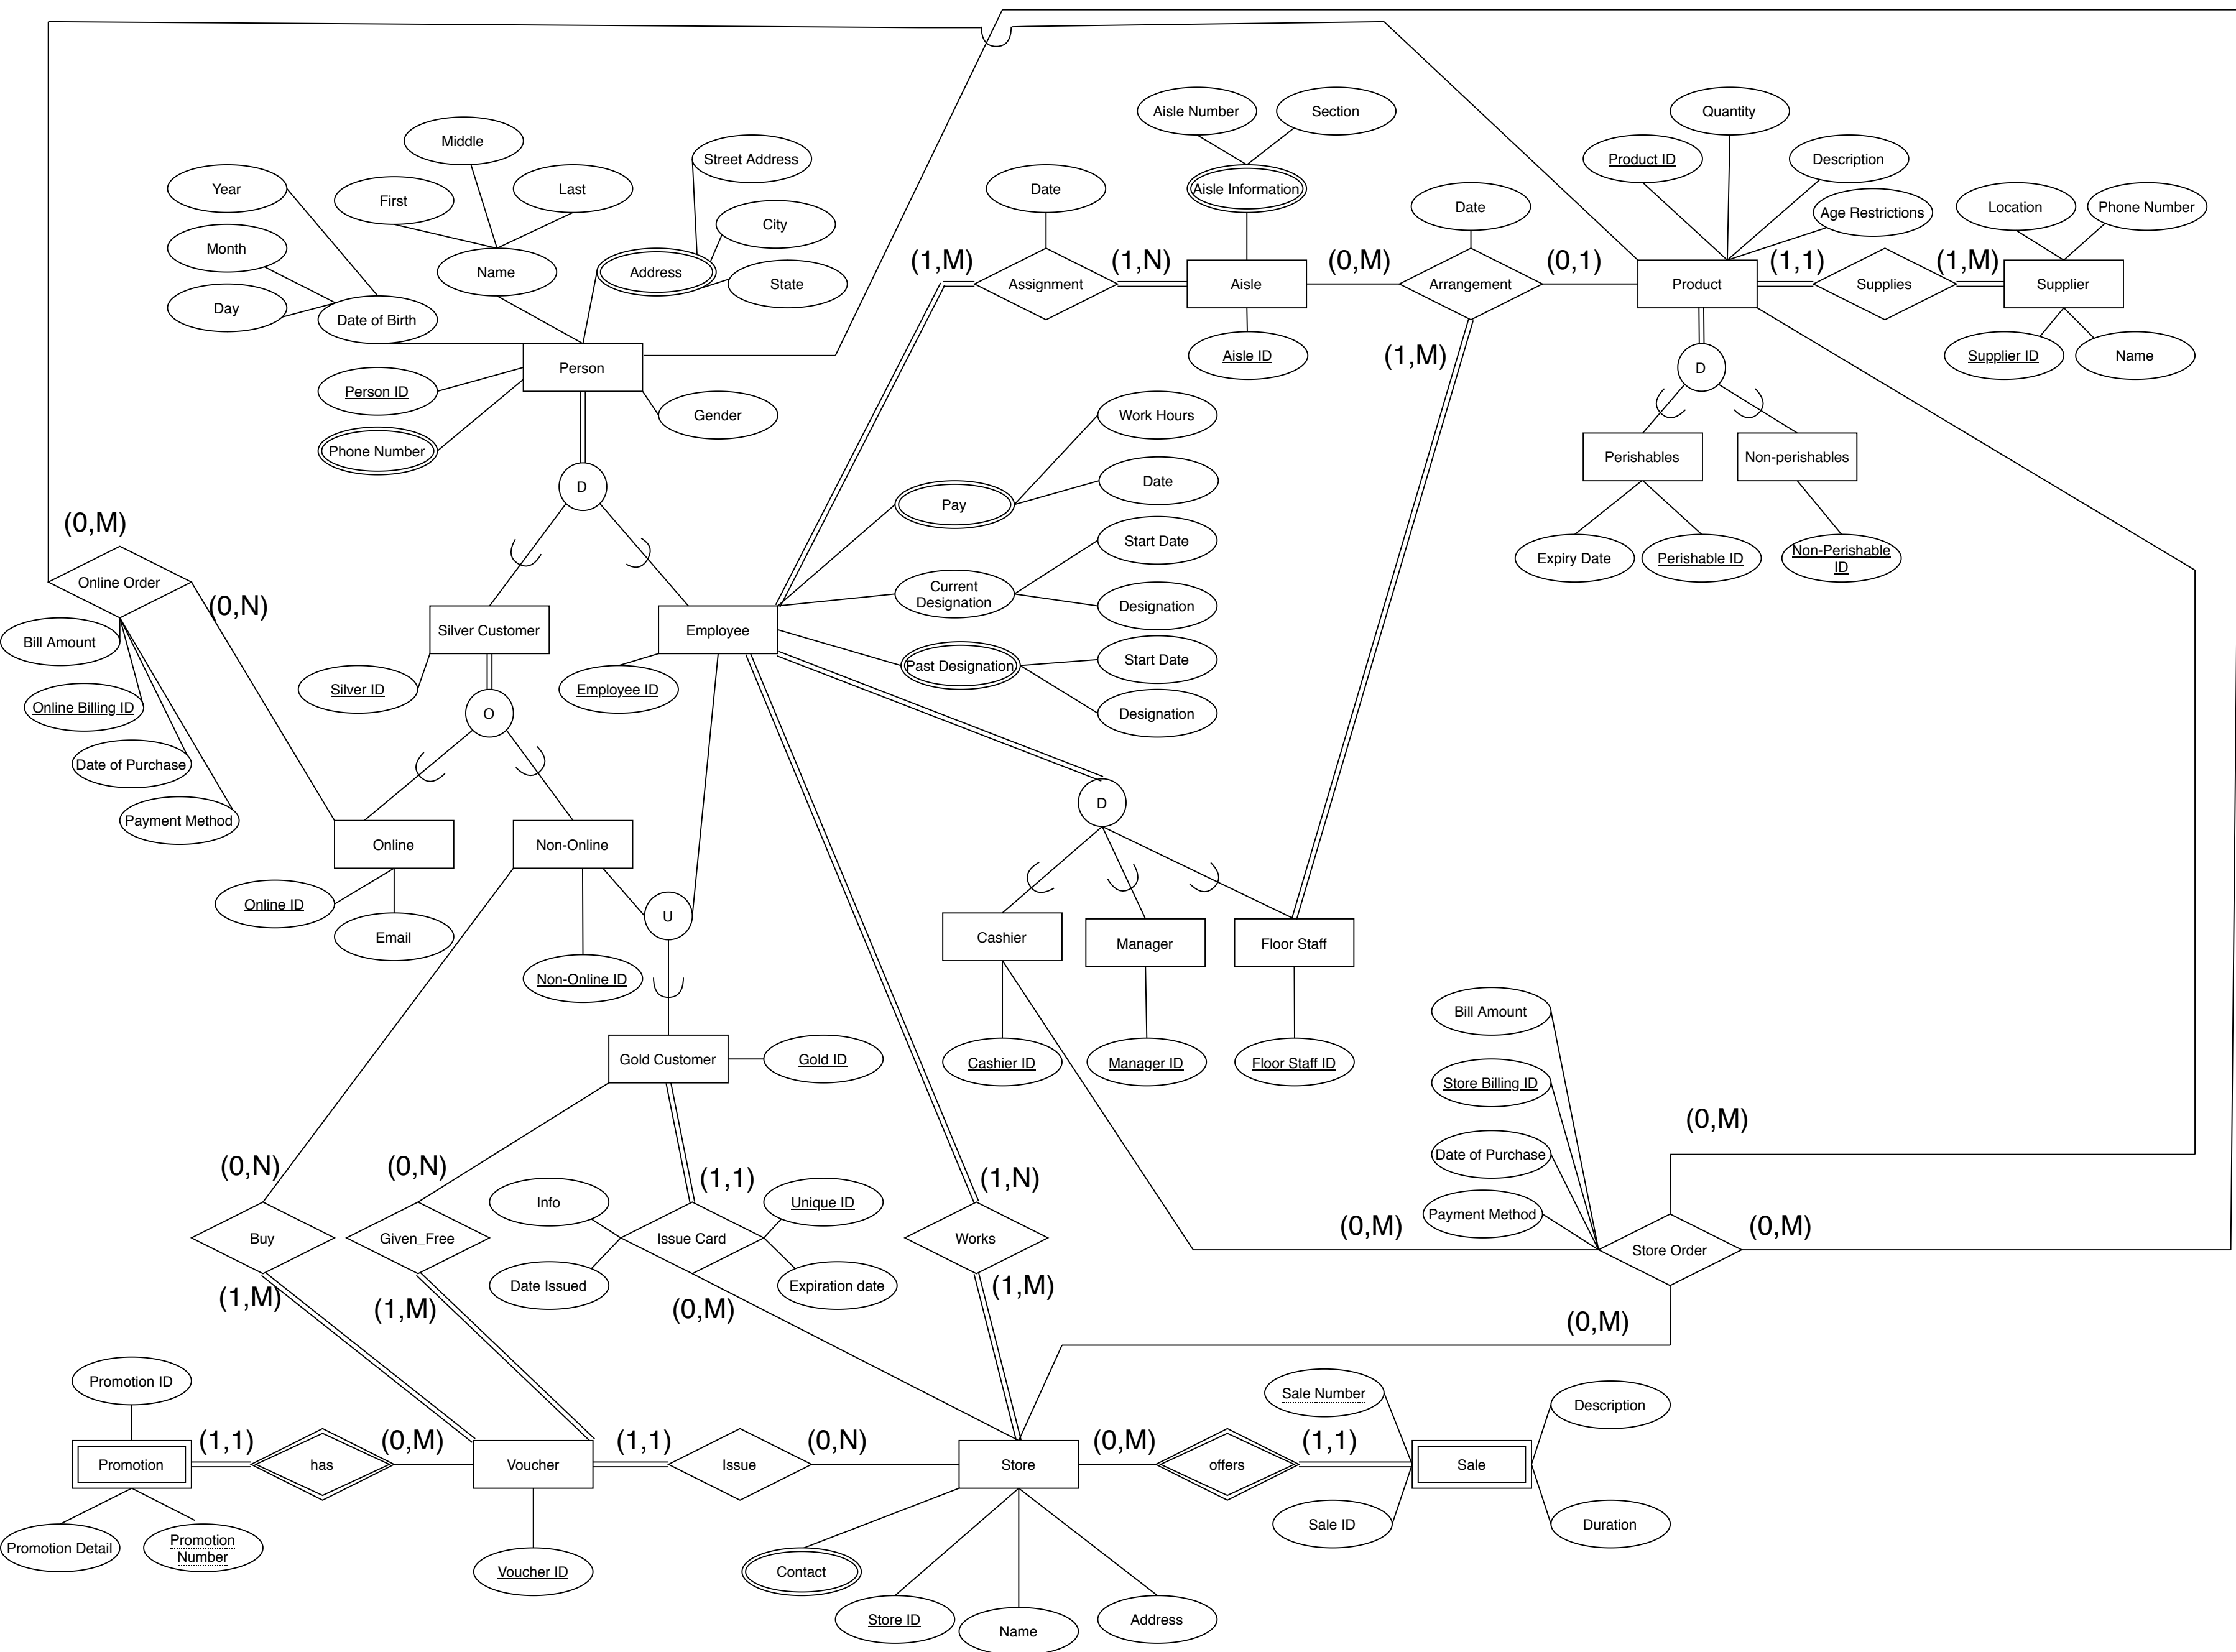 Aisle Number
Section
Quantity
Middle
Street Address
Product ID
Description
Year
First
Last
Date
Aisle Information
Date
Age Restrictions
Location
Phone Number
City
Month
Name
Address
State
(1,M)
Assignment
(1,N)
Aisle
(0,M)
Arrangement
(0,1)
Product
(1,1)
Supplies
(1,M)
Supplier
Day
Date of Birth
Aisle ID
(1,M)
Supplier ID
Name
Person
D
Person ID
Gender
Work Hours
Phone Number
Perishables
Non-perishables
D
Pay
Date
(0,M)
Start Date
Expiry Date
Perishable ID
Non-Perishable
ID
Online Order
(0,N)
Current
Designation
Designation
Bill Amount
Silver Customer
Employee
Start Date
Past Designation
Silver ID
Employee ID
Online Billing ID
O
Designation
Date of Purchase
D
Payment Method
Online
Non-Online
Online ID
U
Email
Cashier
Manager
Floor Staff
Non-Online ID
Bill Amount
Gold Customer
Gold ID
Cashier ID
Manager ID
Floor Staff ID
Store Billing ID
(0,M)
(0,N)
(0,N)
(1,1)
(1,N)
Date of Purchase
Info
Unique ID
Payment Method
(0,M)
(0,M)
Buy
Given_Free
Issue Card
Works
Store Order
Date Issued
Expiration date
(1,M)
(1,M)
(1,M)
(0,M)
(0,M)
Promotion ID
Sale Number
Description
(1,1)
(0,M)
(1,1)
(0,N)
(0,M)
(1,1)
Promotion
has
Voucher
Issue
Store
offers
Sale
Sale ID
Duration
Promotion Detail
Promotion
Number
Voucher ID
Contact
Store ID
Name
Address